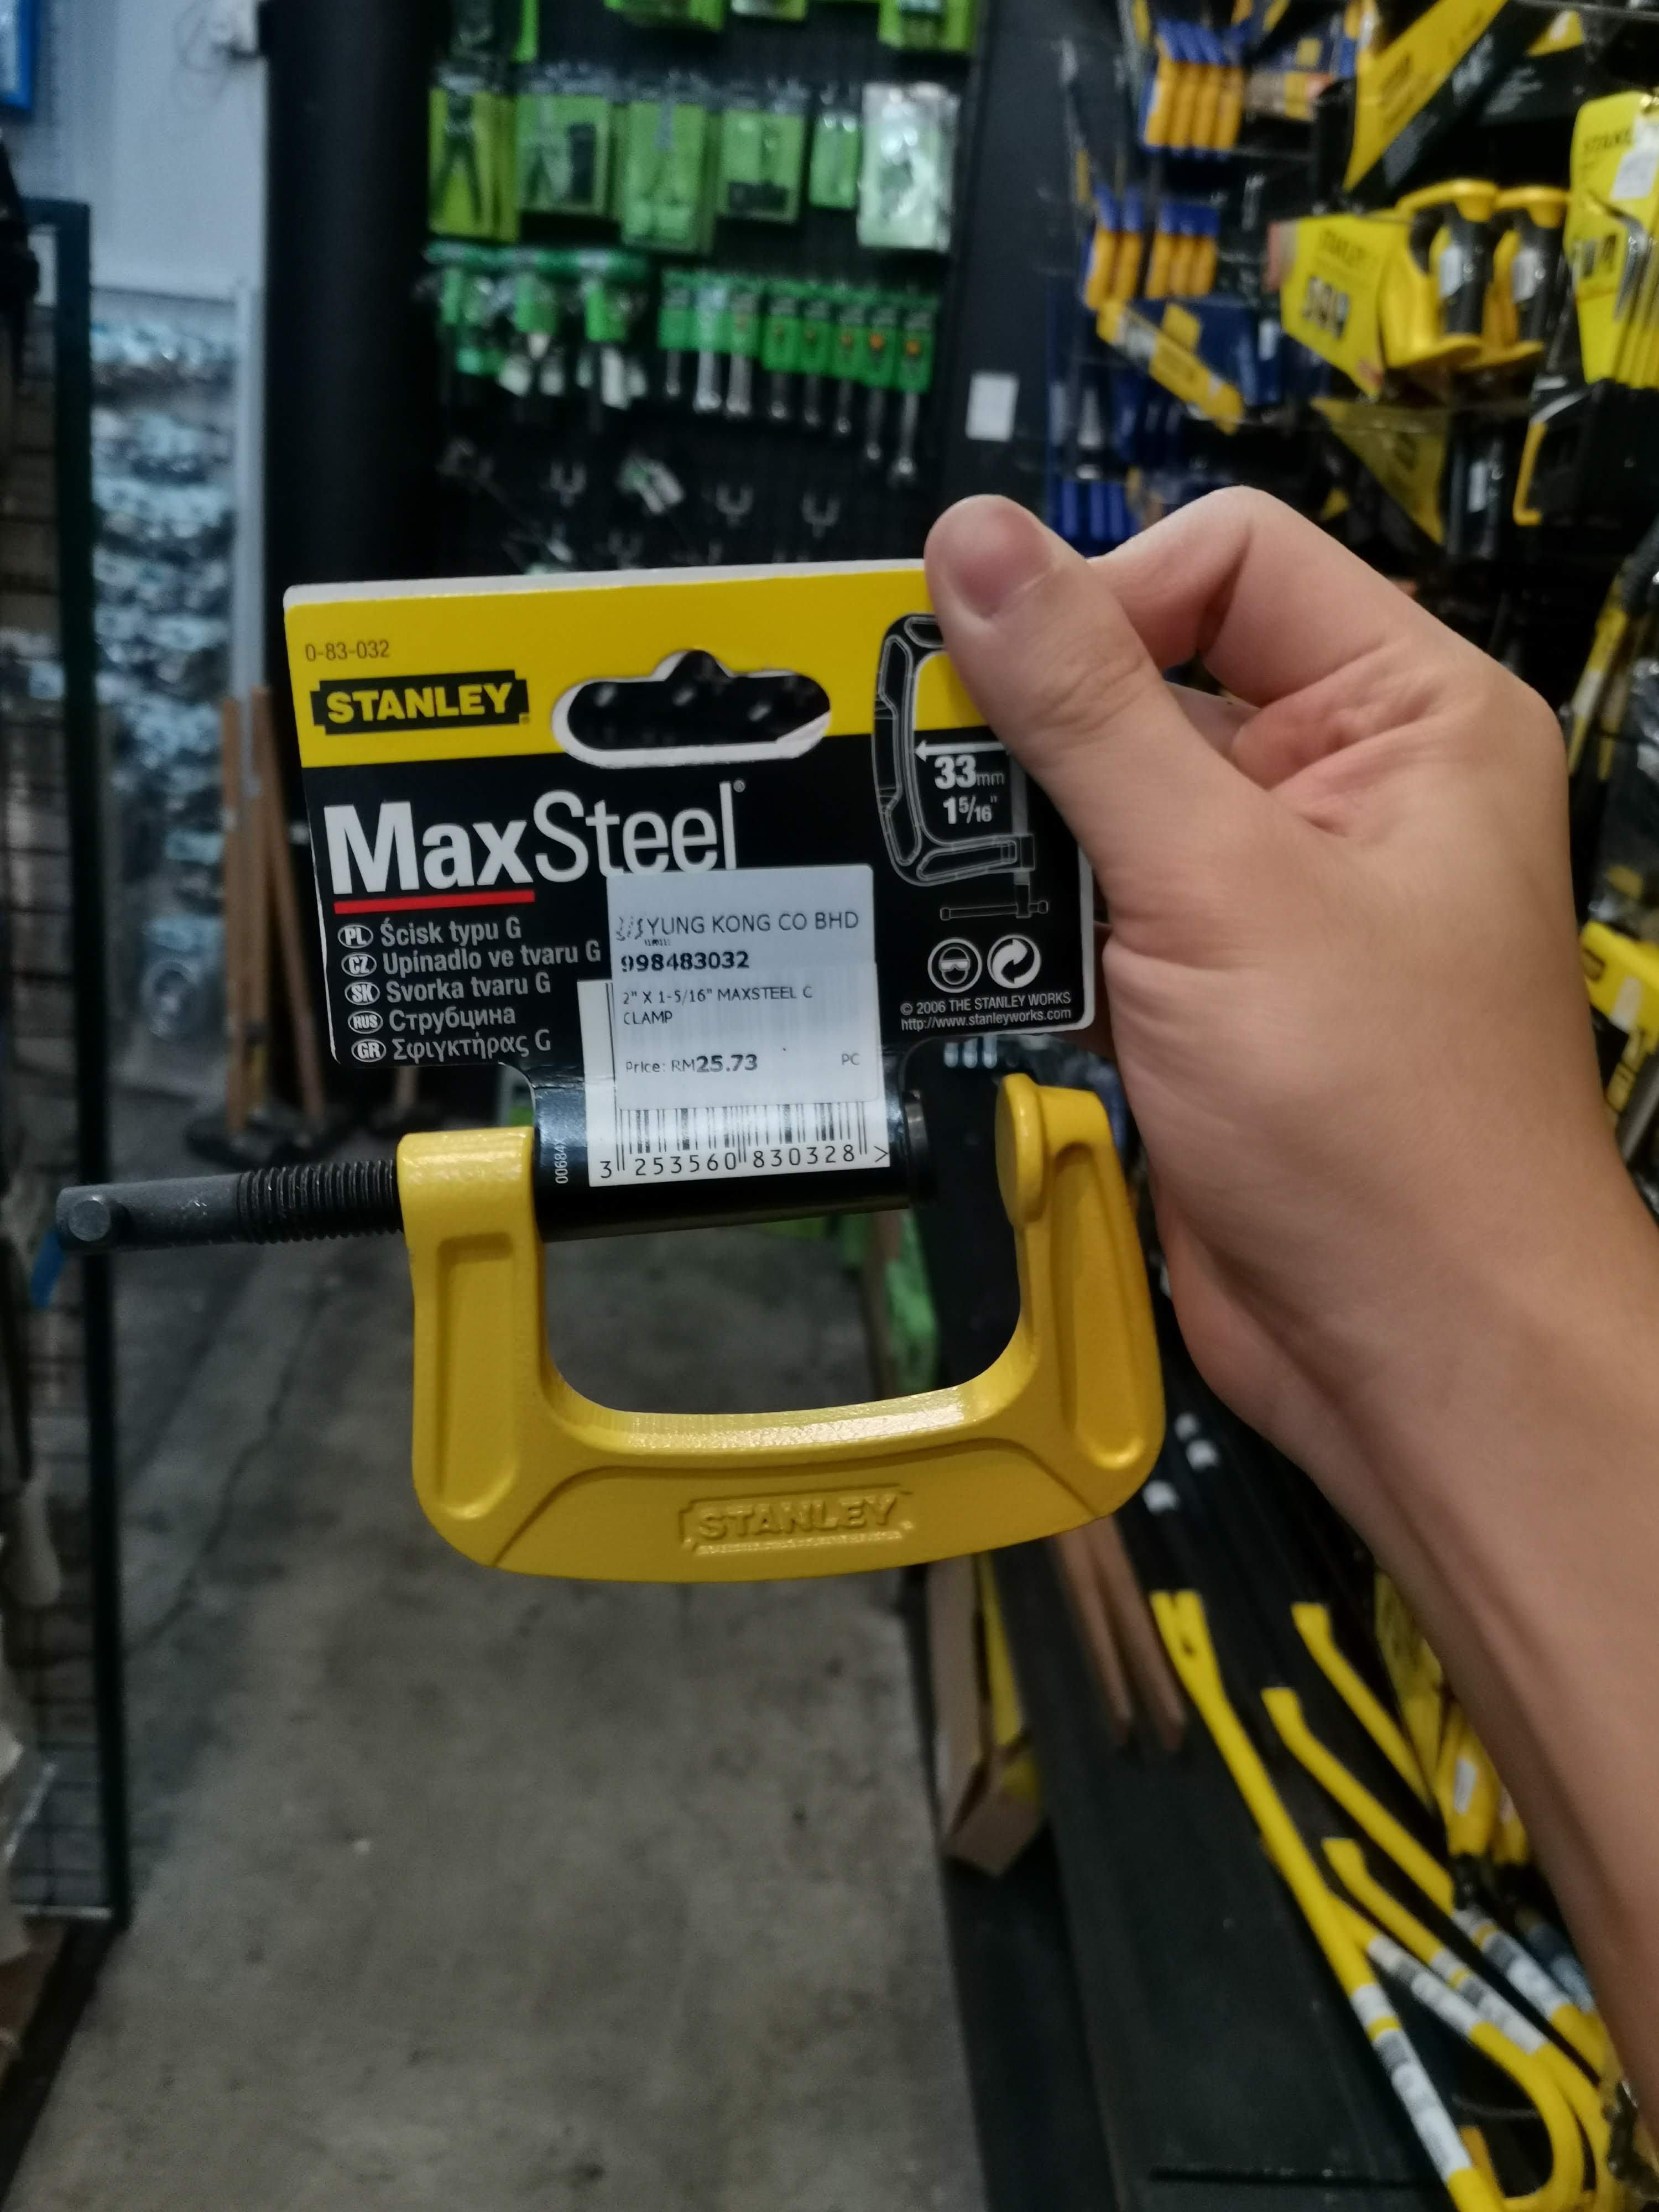 0-83-032
STANLEY
MaxSteel®
33mm
1 5/16"
PL Ścisk typu G
CZ Upinadlo ve tvaru G
SK Svorka tvaru G
RUS Струбцина
GR Σφιγκτήρας G
YUNG KONG CO BHD
998483032
2" X 1-5/16" MAXSTEEL C
CLAMP
Price: RM25.73 PC
© 2006 THE STANLEY WORKS
http://www.stanleyworks.com
3 253560 830328 >
STANLEY
STANLEY